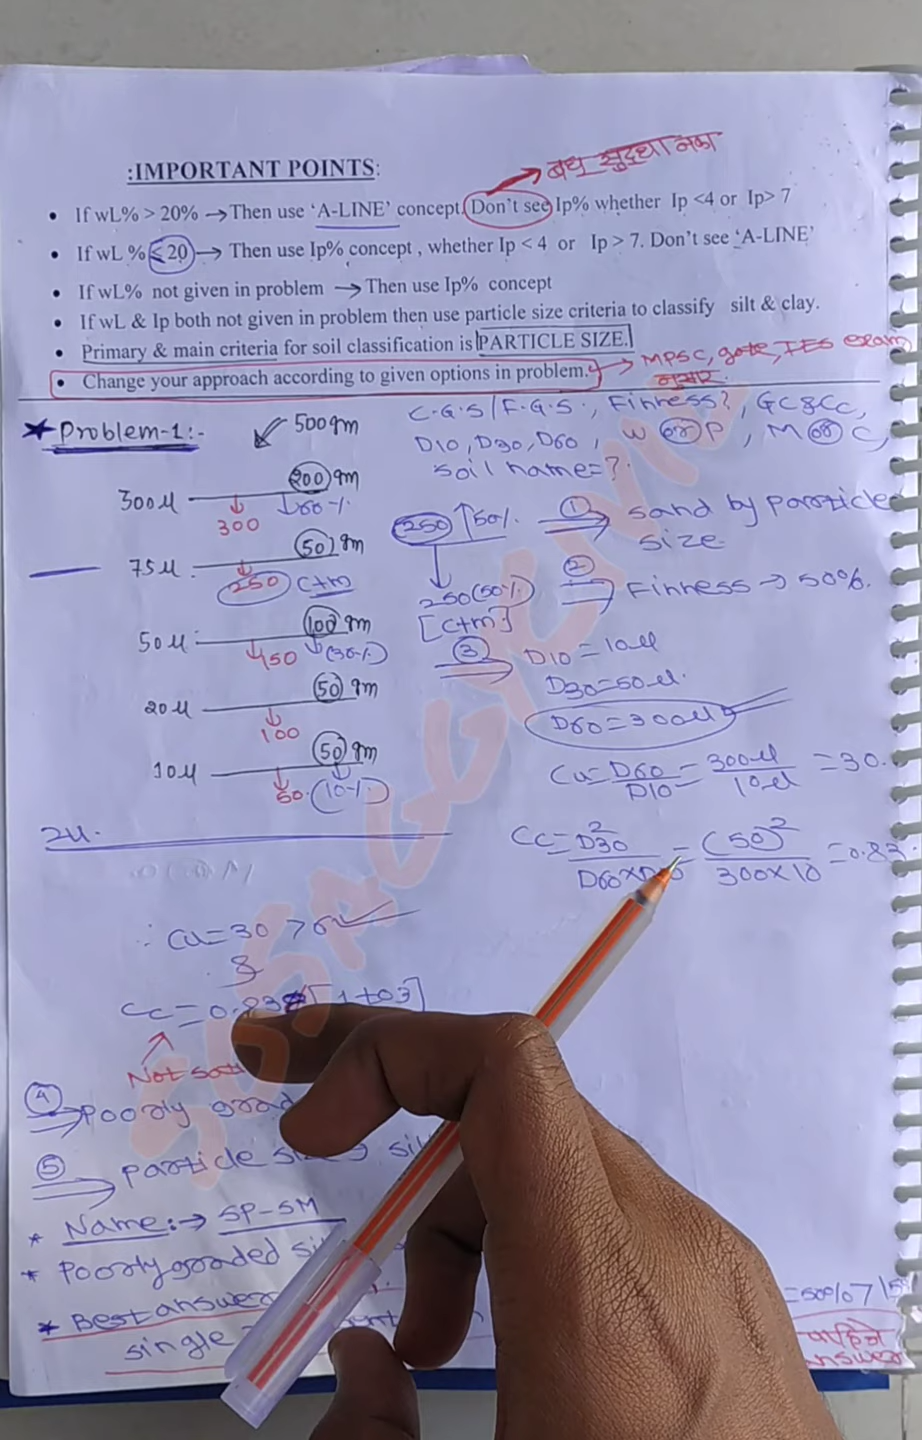 :IMPORTANT POINTS:
बघू सुद्धा नका
• If wL% > 20% → Then use 'A-LINE' concept. Don't see Ip% whether Ip <4 or Ip> 7
• If wL % ≤20 → Then use Ip% concept , whether Ip < 4 or Ip > 7. Don't see 'A-LINE'
• If wL% not given in problem → Then use Ip% concept
• If wL & Ip both not given in problem then use particle size criteria to classify silt & clay.
• Primary & main criteria for soil classification is PARTICLE SIZE.
• Change your approach according to given options in problem. → MPSC, gate, IES exam
नुसार.
* Problem-1:-
500gm
C.G.S/F.G.S., Finness?, GC&Cc,
D10, D30, D60, W or P, M or C,
soil name=?
300μ 200 gm
300 60%
75μ 50 gm
250 C+M
50μ 100 gm
150 (30%)
20μ 50 gm
100
10μ 50 gm
50. (10%)
2μ.
250 ↑50% ① sand by particle
size.
250(50%) ② Finness → 50%.
[C+M]
③ D10 = 10μ
D30=50μ.
D60=300μ
Cu=D60/D10=300μ/10μ =30.
Cc=D30²/D60×D =(50)²/300×10 =0.83
∴ Cu=30 >6
&
Cc=0.83 [1 to 3]
Not
④ Poorly
⑤ particle
* Name:→ SP-SM
* Poorly graded
* Best answer
single
=50%>15%
पाहिजे
answer